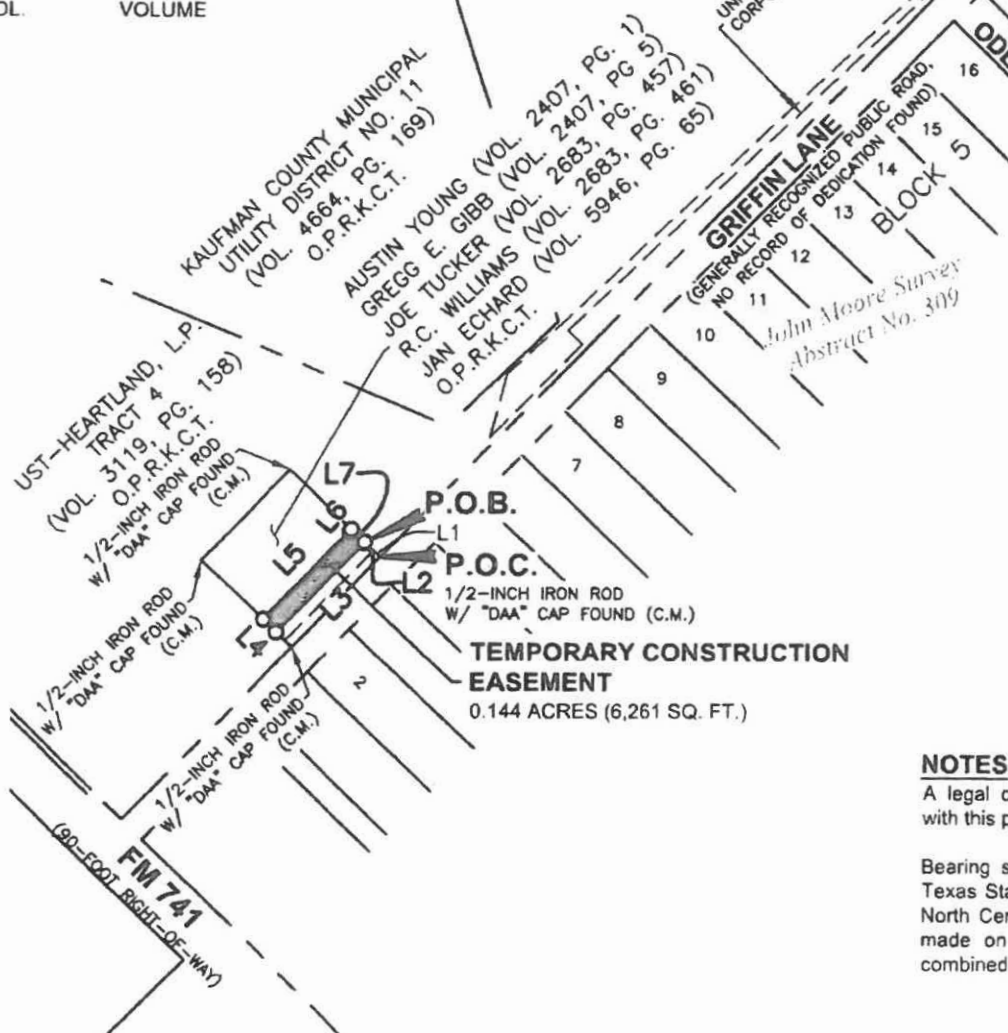 VOLUME
KAUFMAN COUNTY MUNICIPAL
UTILITY DISTRICT NO. 11
(VOL. 4664, PG. 169)
O.P.R.K.C.T.
AUSTIN YOUNG (VOL. 2407, PG. 1)
GREGG E. GIBB (VOL. 2407, PG 5)
JOE TUCKER (VOL. 2683, PG. 457)
R.C. WILLIAMS (VOL. 2683, PG. 461)
JAN ECHARD (VOL. 5946, PG. 65)
O.P.R.K.C.T.
GRIFFIN LANE
(GENERALLY RECOGNIZED PUBLIC ROAD,
NO RECORD OF DEDICATION FOUND)
16
15
14
13
12
11
10
9
8
7
BLOCK 5
John Moore Survey
Abstract No. 309
UST-HEARTLAND, L.P.
TRACT 4
(VOL. 3119, PG. 158)
O.P.R.K.C.T.
1/2-INCH IRON ROD
W/ "DAA" CAP FOUND
(C.M.)
L7
L6
P.O.B.
L1
L5
P.O.C.
1/2-INCH IRON ROD
W/ "DAA" CAP FOUND (C.M.)
L2
L3
L4
1/2-INCH IRON ROD
W/ "DAA" CAP FOUND
(C.M.)
TEMPORARY CONSTRUCTION
EASEMENT
0.144 ACRES (6,261 SQ. FT.)
2
1/2-INCH IRON ROD
W/ "DAA" CAP FOUND
(C.M.)
FM 741
(90-FOOT RIGHT-OF-WAY)
NOTES
A legal
with this
Bearing
Texas
North
made on
combined